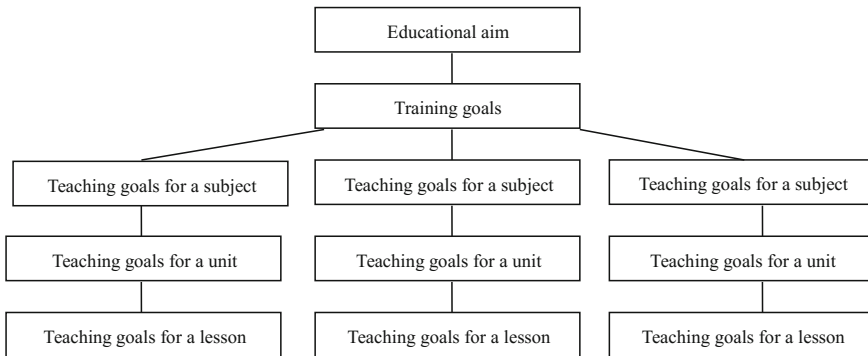 Educational aim
Training goals
Teaching goals for a subject
Teaching goals for a subject
Teaching goals for a subject
Teaching goals for a unit
Teaching goals for a unit
Teaching goals for a unit
Teaching goals for a lesson
Teaching goals for a lesson
Teaching goals for a lesson